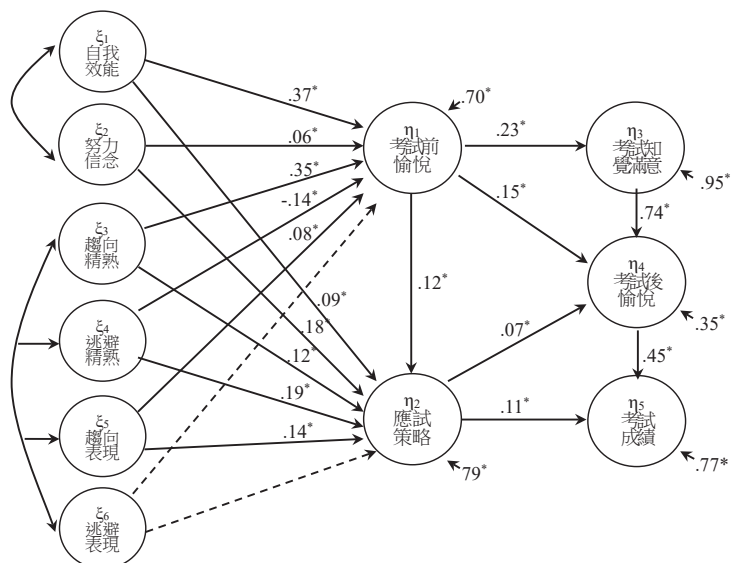 ξ1
自我
效能
ξ2
努力
信念
ξ3
趨向
精熟
ξ4
逃避
精熟
ξ5
趨向
表現
ξ6
逃避
表現
.37*
.06*
.35*
-.14*
.08*
.09*
.18*
.12*
.19*
.14*
η1
考試前
愉悅
.70*
.12*
η2
應試
策略
79*
.23*
.15*
.07*
.11*
η3
考試知
覺滿意
.95*
.74*
η4
考試後
愉悅
.35*
.45*
η5
考試
成績
.77*